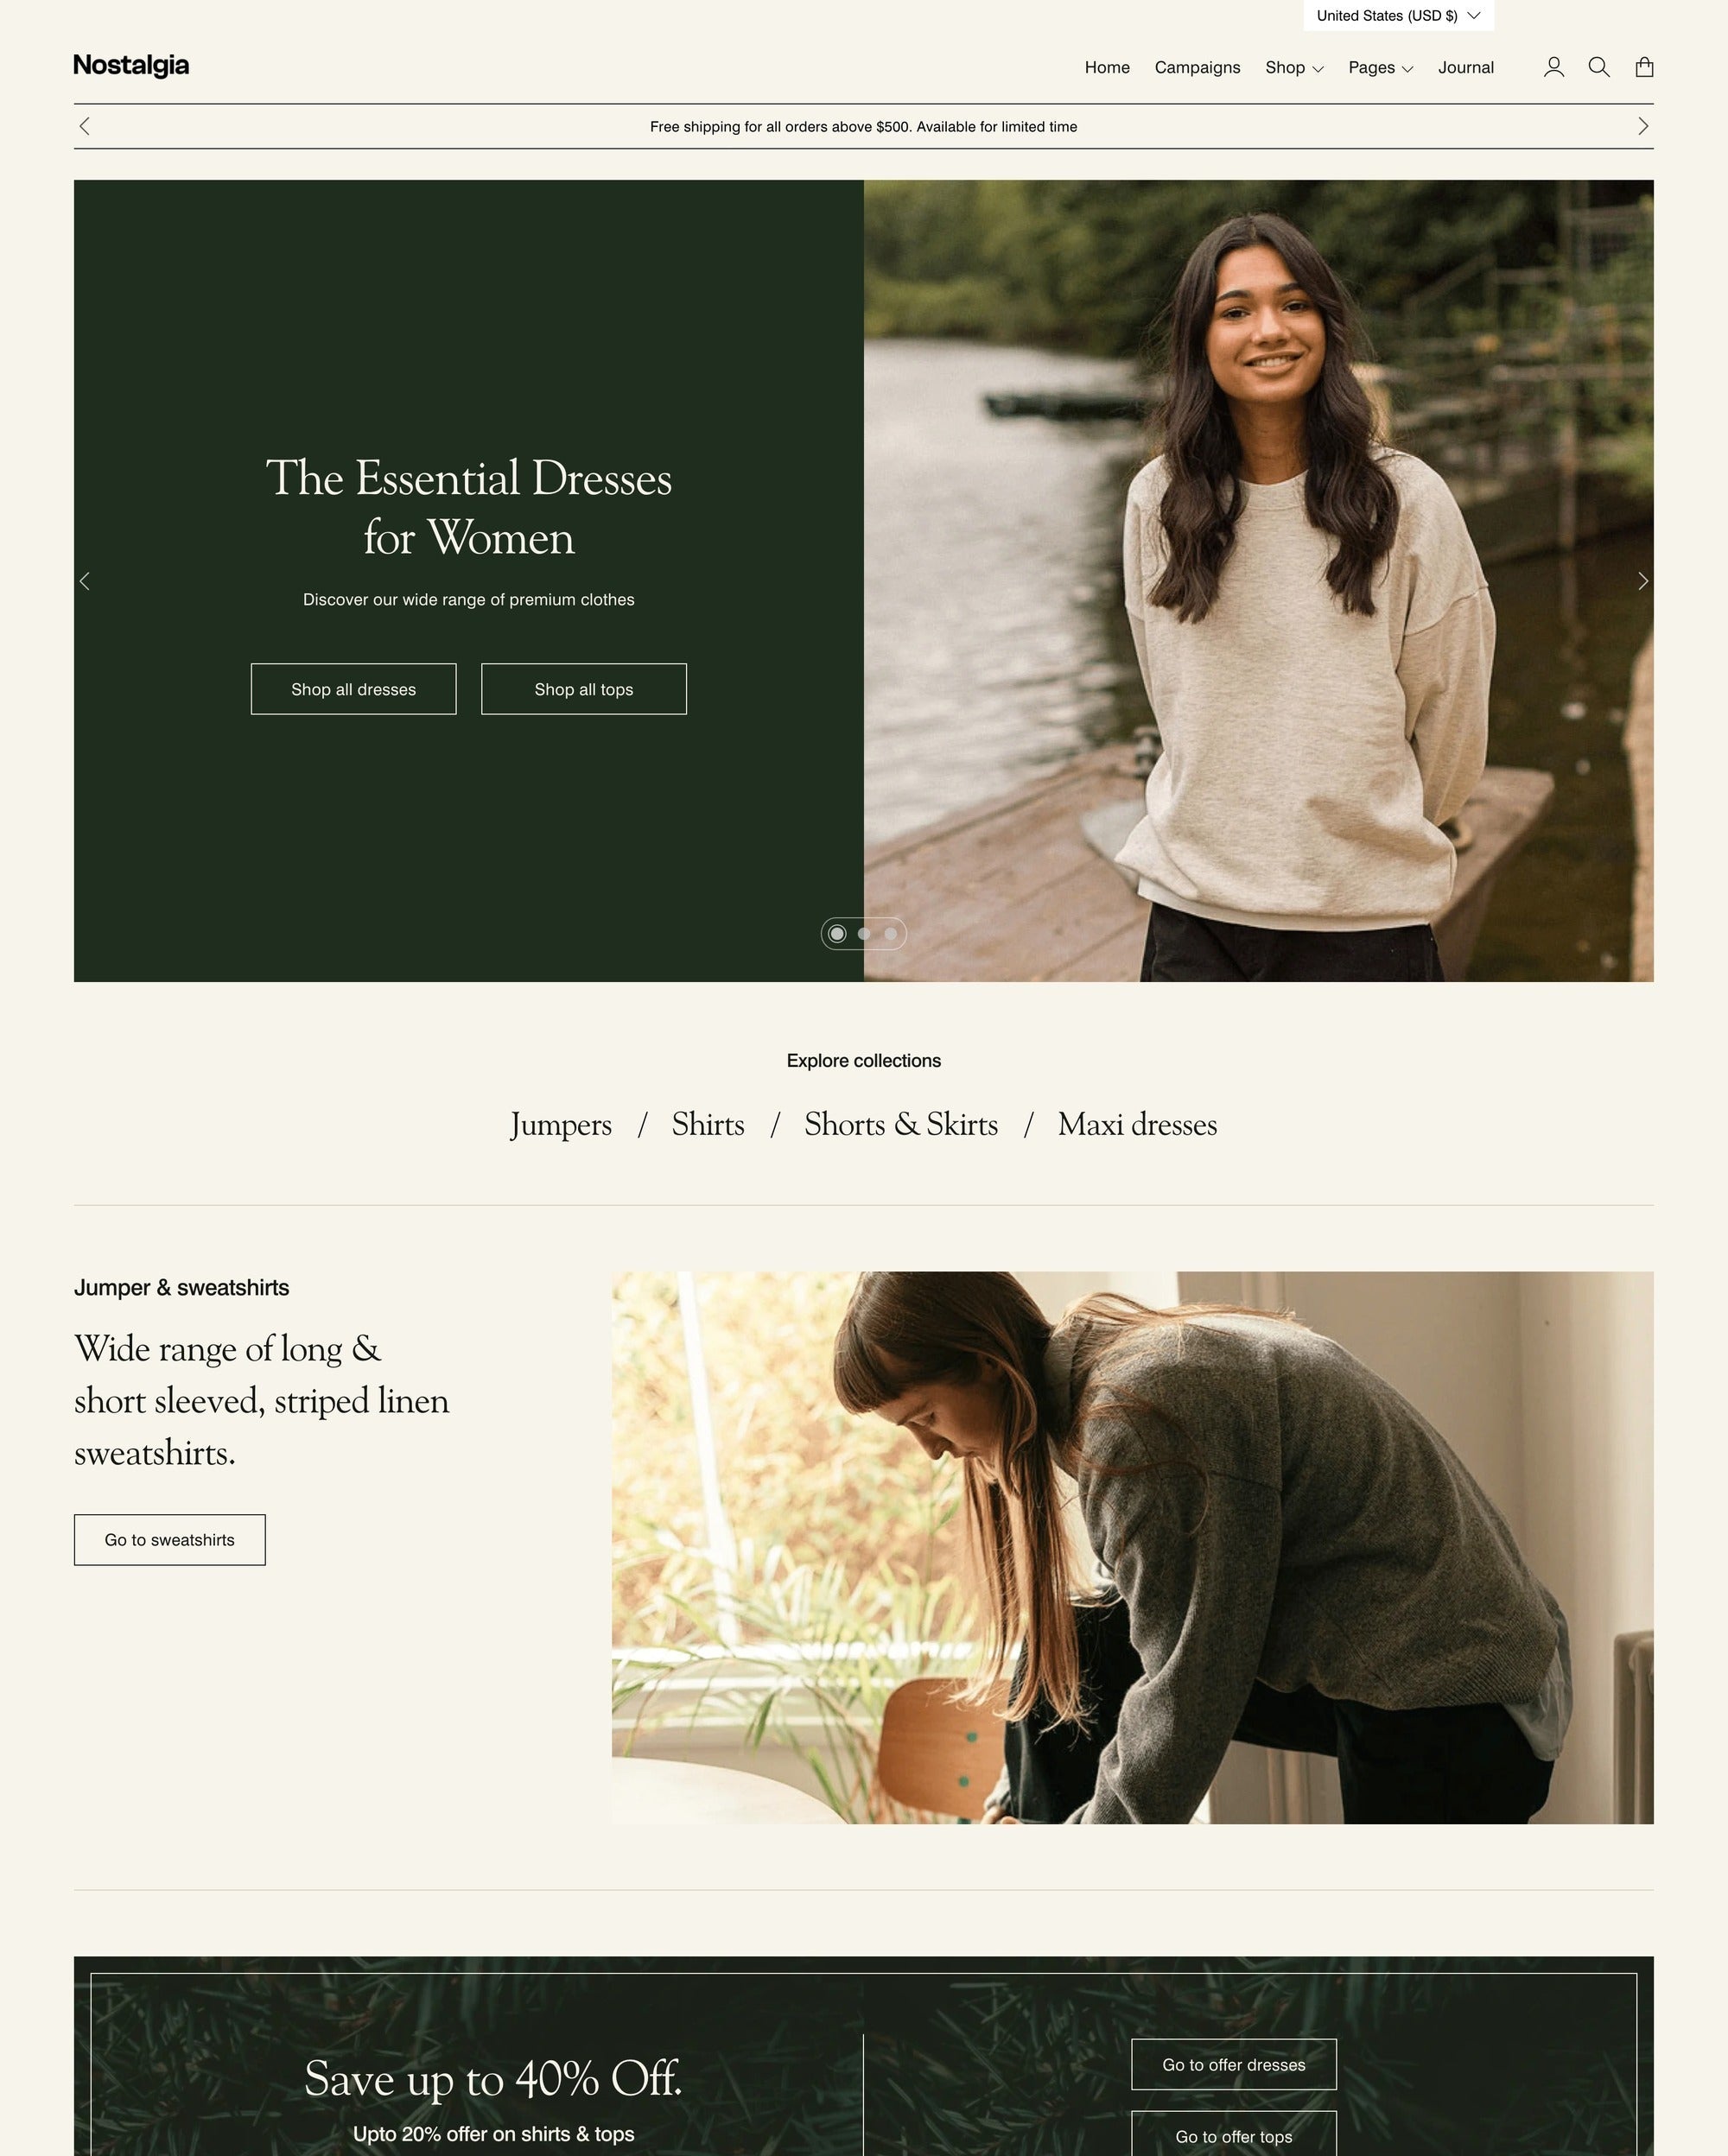 United States (USD $)
Nostalgia
Home Campaigns Shop Pages Journal
Free shipping for all orders above $500. Available for limited time
The Essential Dresses
for Women
Discover our wide range of premium clothes
Shop all dresses Shop all tops
Explore collections
Jumpers / Shirts / Shorts & Skirts / Maxi dresses
Jumper & sweatshirts
Wide range of long &
short sleeved, striped linen
sweatshirts.
Go to sweatshirts
Save up to 40% Off.
Upto 20% offer on shirts & tops
Go to offer dresses
Go to offer tops